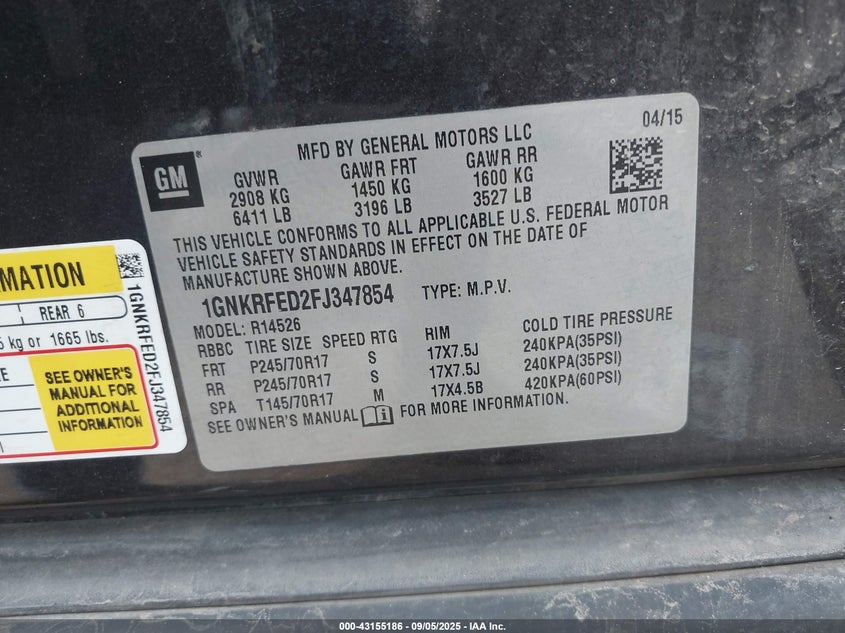 04/15
MFD BY GENERAL MOTORS LLC
GM
GVWR GAWR FRT GAWR RR
2908 KG 1450 KG 1600 KG
6411 LB 3196 LB 3527 LB
THIS VEHICLE CONFORMS TO ALL APPLICABLE U.S. FEDERAL MOTOR
VEHICLE SAFETY STANDARDS IN EFFECT ON THE DATE OF
MANUFACTURE SHOWN ABOVE.
1GNKRFED2FJ347854 TYPE: M.P.V.
MODEL: R14526
RBBC TIRE SIZE SPEED RTG RIM COLD TIRE PRESSURE
FRT P245/70R17 S 17X7.5J 240KPA(35PSI)
RR P245/70R17 S 17X7.5J 240KPA(35PSI)
SPA T145/70R17 M 17X4.5B 420KPA(60PSI)
SEE OWNER'S MANUAL FOR MORE INFORMATION.
REAR 6
kg or 1665 lbs.
SEE OWNER'S
MANUAL FOR
ADDITIONAL
INFORMATION
1GNKRFED2FJ347854
000-43155186 - 09/05/2025 - IAA Inc.